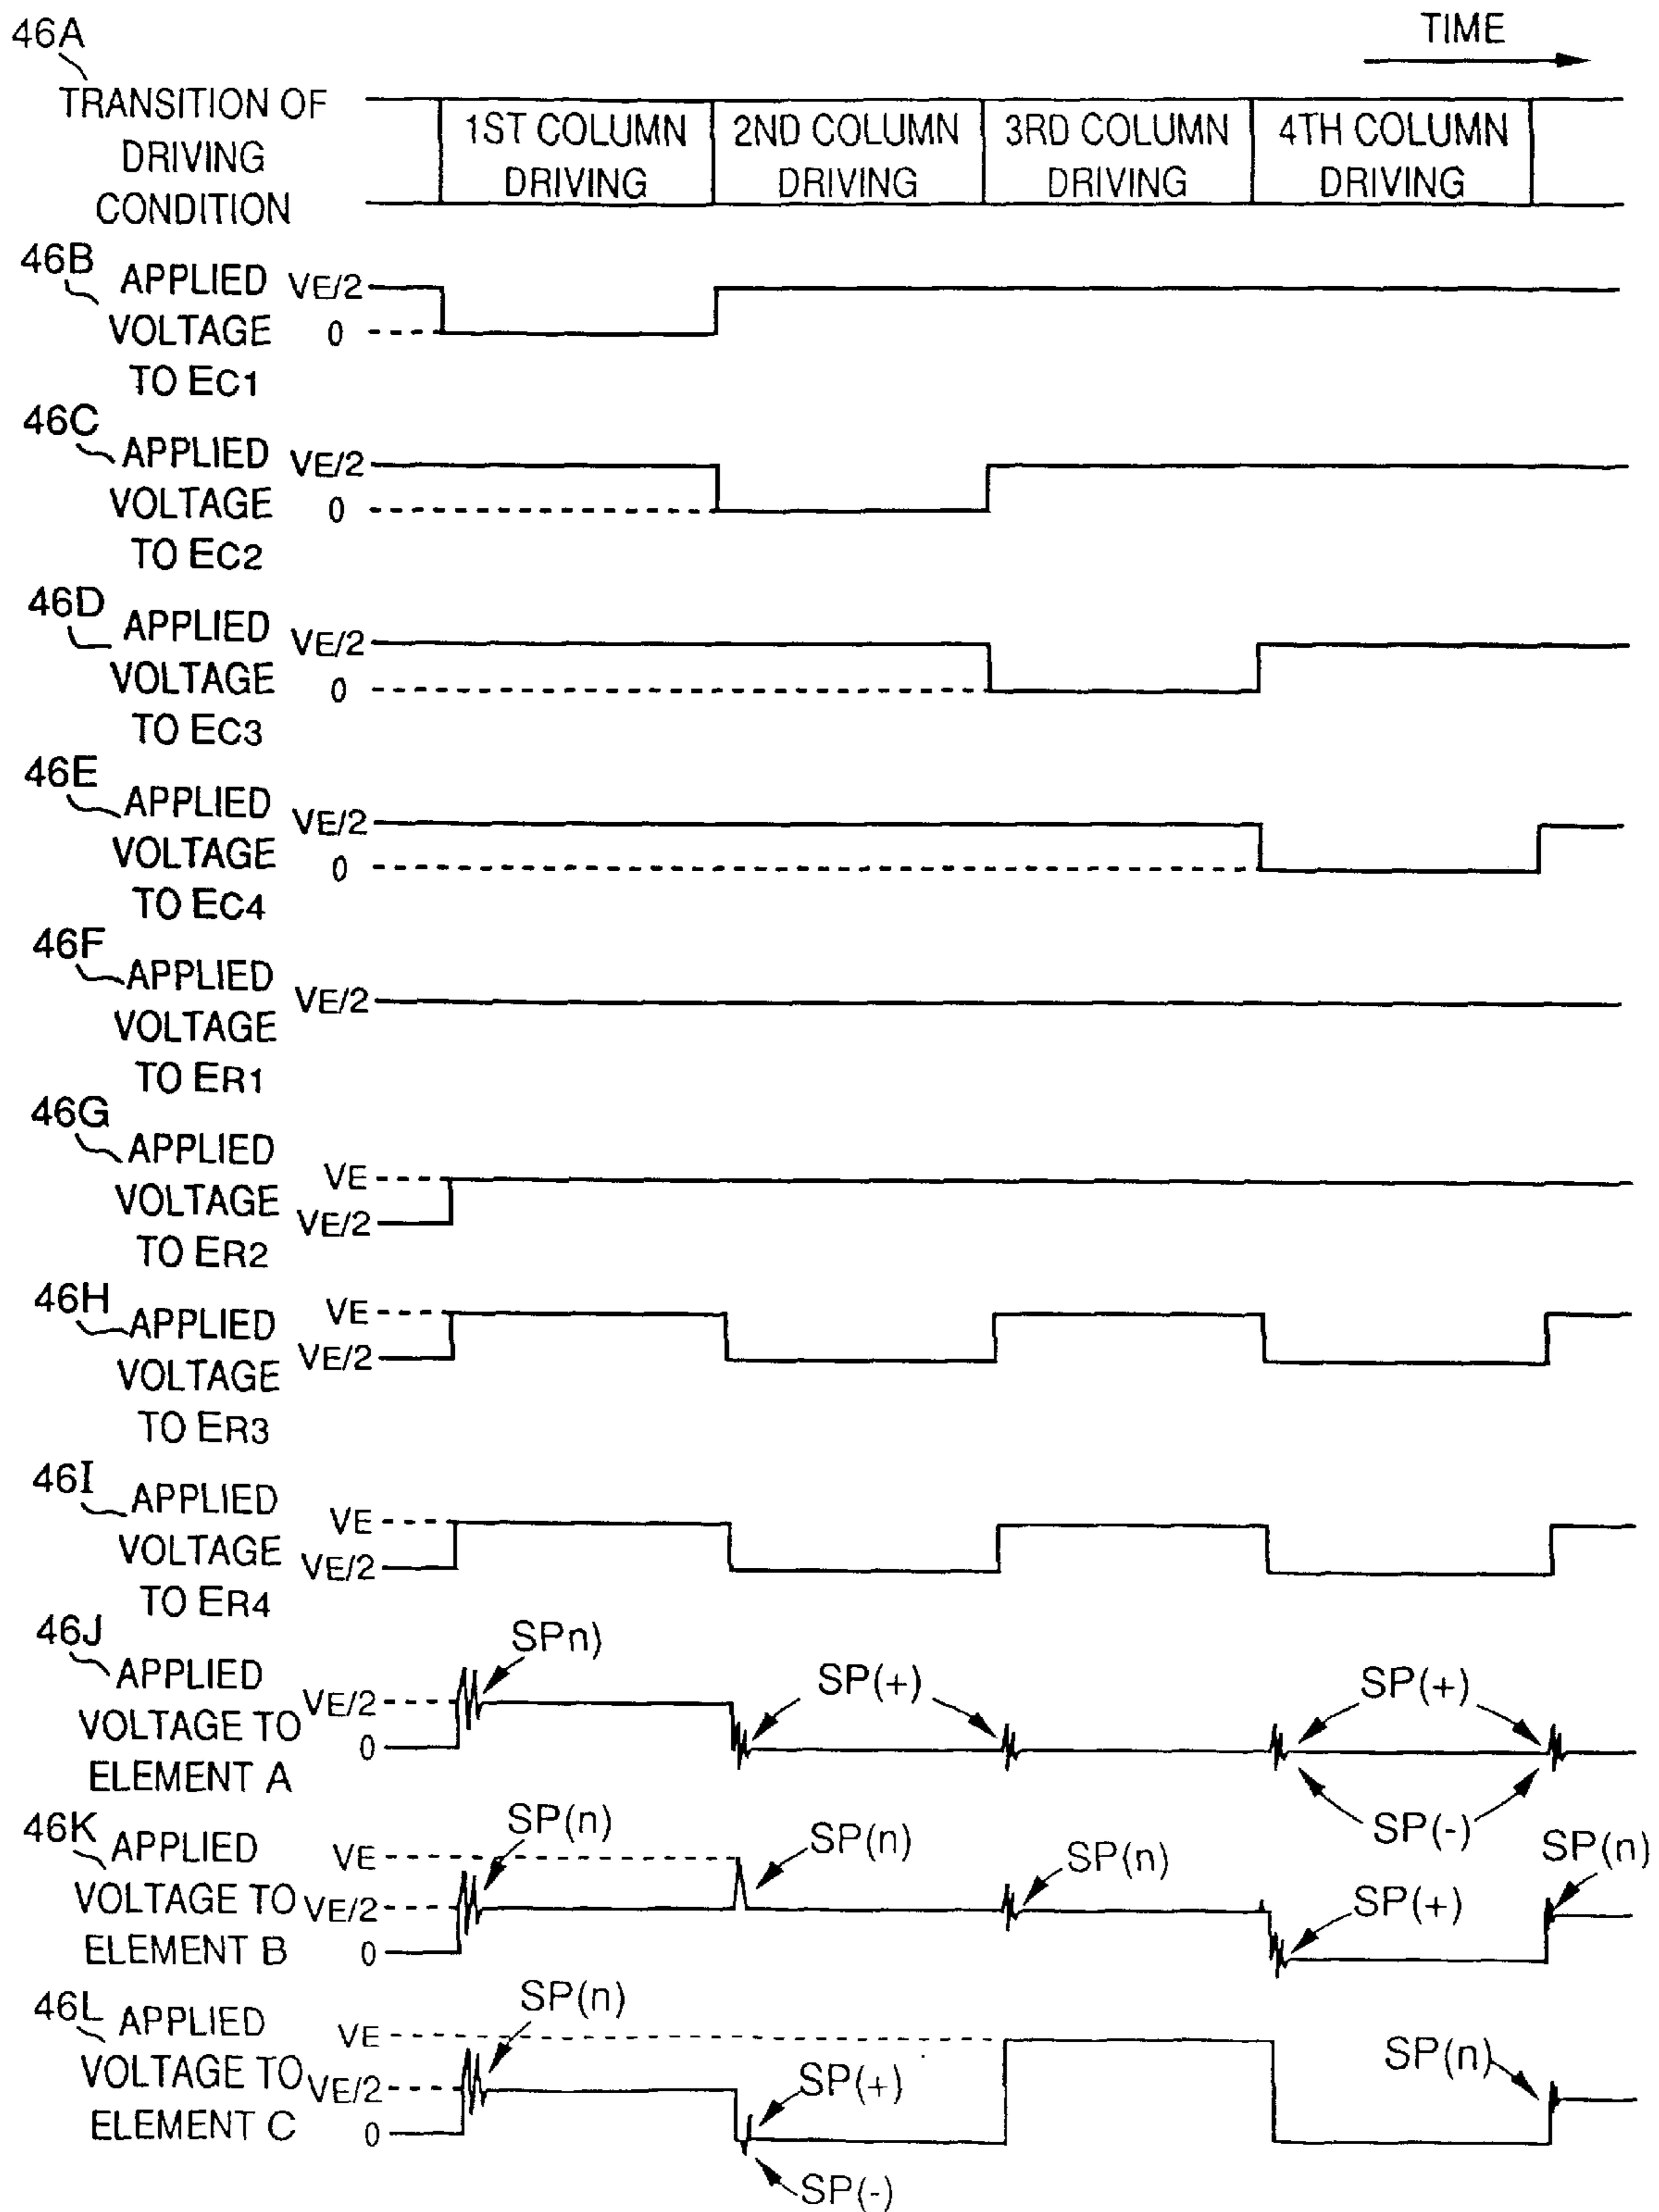 46A
TIME
TRANSITION OF
DRIVING
CONDITION
1ST COLUMN
DRIVING
2ND COLUMN
DRIVING
3RD COLUMN
DRIVING
4TH COLUMN
DRIVING
46B
APPLIED
VOLTAGE
TO EC1
VE/2
0
46C
APPLIED
VOLTAGE
TO EC2
VE/2
0
46D
APPLIED
VOLTAGE
TO EC3
VE/2
0
46E
APPLIED
VOLTAGE
TO EC4
VE/2
0
46F
APPLIED
VOLTAGE
TO ER1
VE/2
46G
APPLIED
VOLTAGE
TO ER2
VE
VE/2
46H
APPLIED
VOLTAGE
TO ER3
VE
VE/2
46I
APPLIED
VOLTAGE
TO ER4
VE
VE/2
46J
APPLIED
VOLTAGE TO
ELEMENT A
VE/2
0
SPn)
SP(+)
SP(+)
SP(-)
46K
APPLIED
VOLTAGE TO
ELEMENT B
VE
VE/2
0
SP(n)
SP(n)
SP(n)
SP(+)
SP(n)
46L
APPLIED
VOLTAGE TO
ELEMENT C
VE
VE/2
0
SP(n)
SP(+)
SP(-)
SP(n)